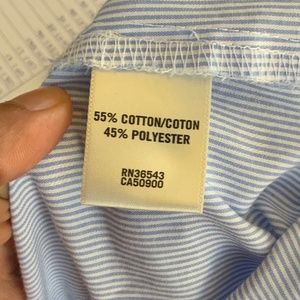 55% COTTON/COTON
45% POLYESTER
RN36543
CA50900